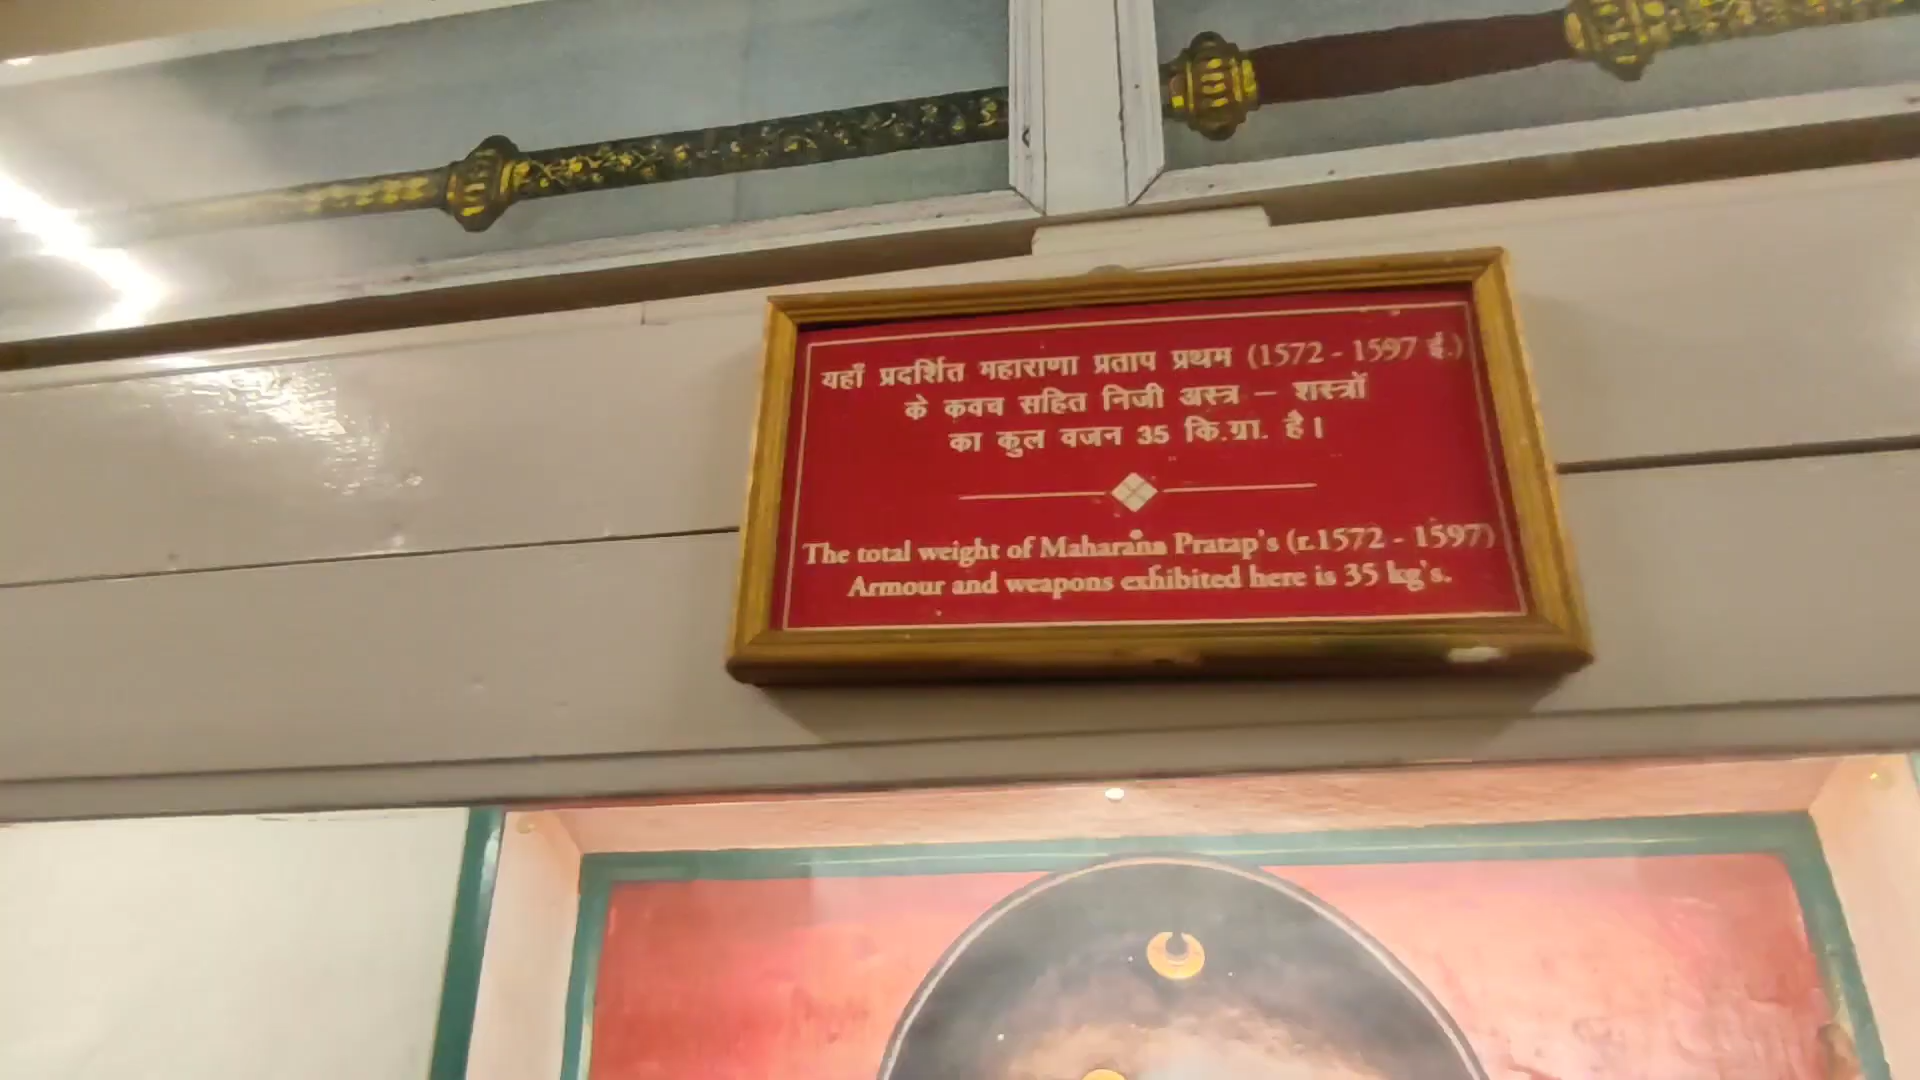 यहाँ प्रदर्शित महाराणा प्रताप प्रथम (1572 - 1597 ई.)
के कवच सहित निजी अस्त्र – शस्त्रों
का कुल वजन 35 कि.ग्रा. है।
The total weight of Maharana Pratap's (r.1572 - 1597)
Armour and weapons exhibited here is 35 kg's.